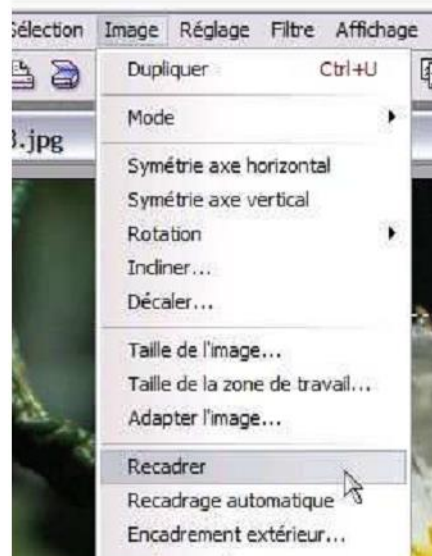 Sélection Image Réglage Filtre Affichage
Dupliquer Ctrl+U
Mode
.jpg
Symétrie axe horizontal
Symétrie axe vertical
Rotation
Incliner...
Décaler...
Taille de l'image...
Taille de la zone de travail...
Adapter l'image...
Recadrer
Recadrage automatique
Encadrement extérieur...